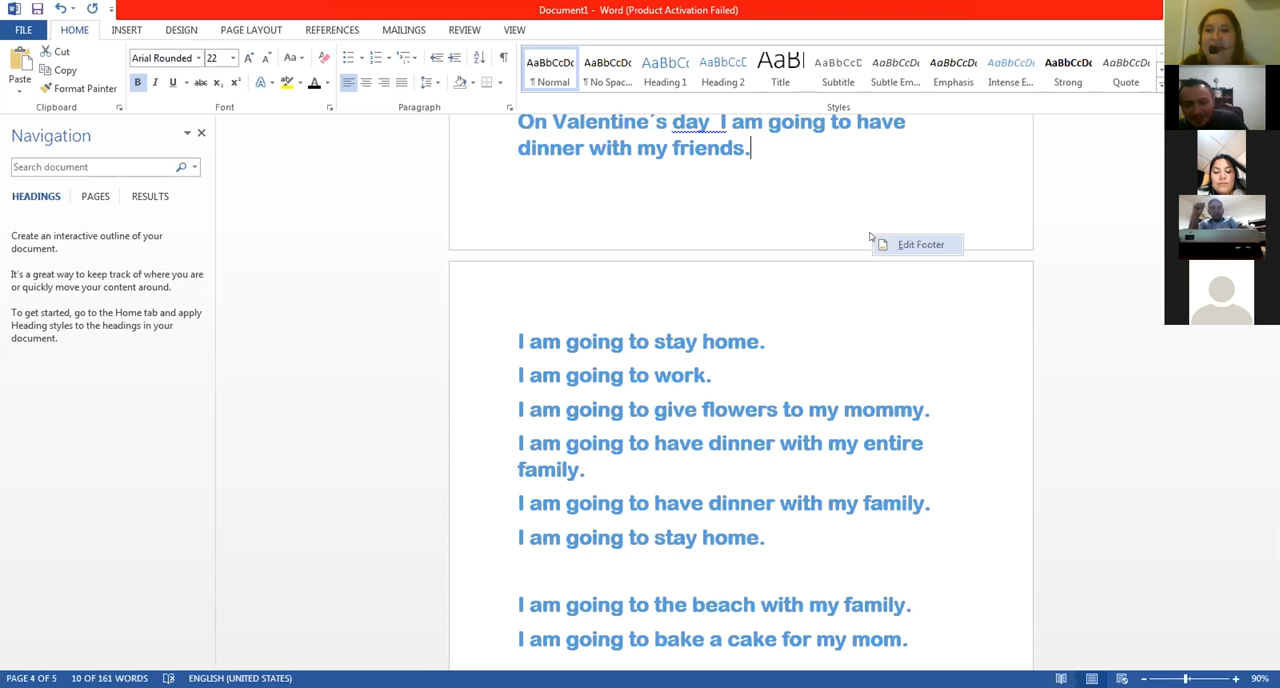 Document1 - Word (Product Activation Failed)
FILE HOME INSERT DESIGN PAGE LAYOUT REFERENCES MAILINGS REVIEW VIEW
Paste
Cut
Copy
Format Painter
Clipboard
Arial Rounded 22
Font
Paragraph
AaBbCcDc AaBbCcDc AaBbC( AaBbCcD AaBl AaBbCcD AaBbCcDc AaBbCcDc AaBbCcDc AaBbCcDc AaBbCcDc
¶ Normal ¶ No Spac... Heading 1 Heading 2 Title Subtitle Subtle Em... Emphasis Intense E... Strong Quote
Styles
Navigation
Search document
HEADINGS PAGES RESULTS
Create an interactive outline of your
document.
It's a great way to keep track of where you are
or quickly move your content around.
To get started, go to the Home tab and apply
Heading styles to the headings in your
document.
On Valentine´s day I am going to have
dinner with my friends.
Edit Footer
I am going to stay home.
I am going to work.
I am going to give flowers to my mommy.
I am going to have dinner with my entire
family.
I am going to have dinner with my family.
I am going to stay home.
I am going to the beach with my family.
I am going to bake a cake for my mom.
PAGE 4 OF 5 10 OF 161 WORDS ENGLISH (UNITED STATES) 90%